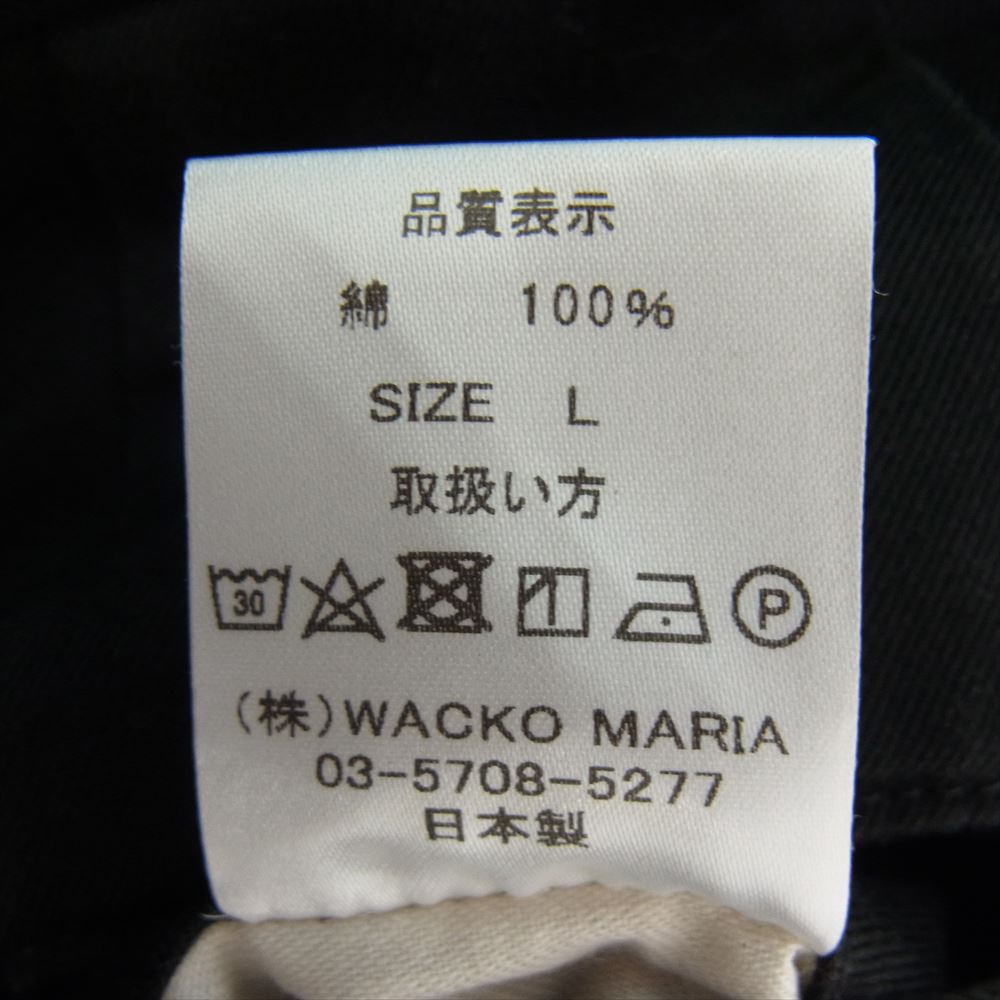 品質表示
綿 100%
SIZE L
取扱い方
30 P
(株)WACKO MARIA
03-5708-5277
日本製